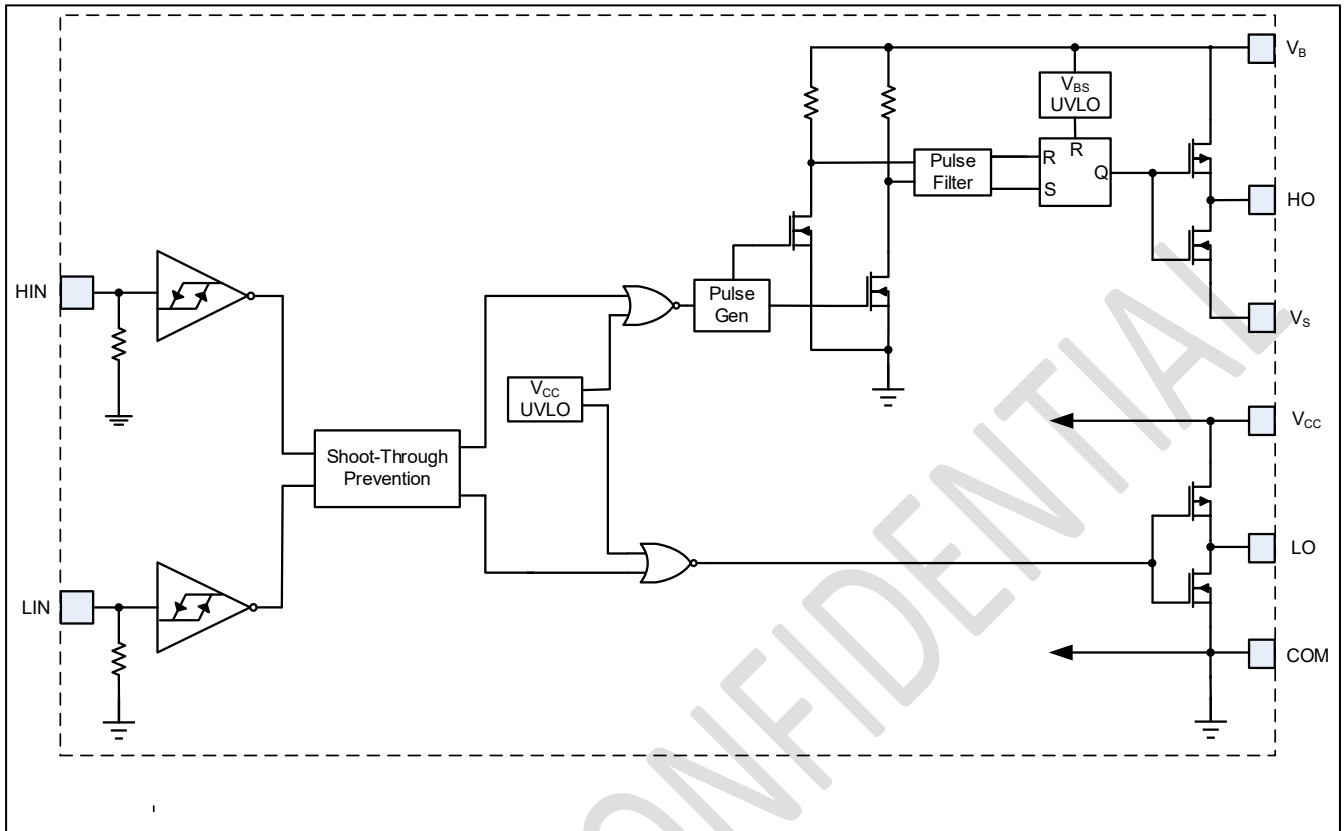 V_B
V_BS
UVLO
R
Pulse
Filter
R
S
Q
HO
HIN
Pulse
Gen
V_S
V_CC
UVLO
V_CC
Shoot-Through
Prevention
LO
LIN
COM
CONFIDENTIAL